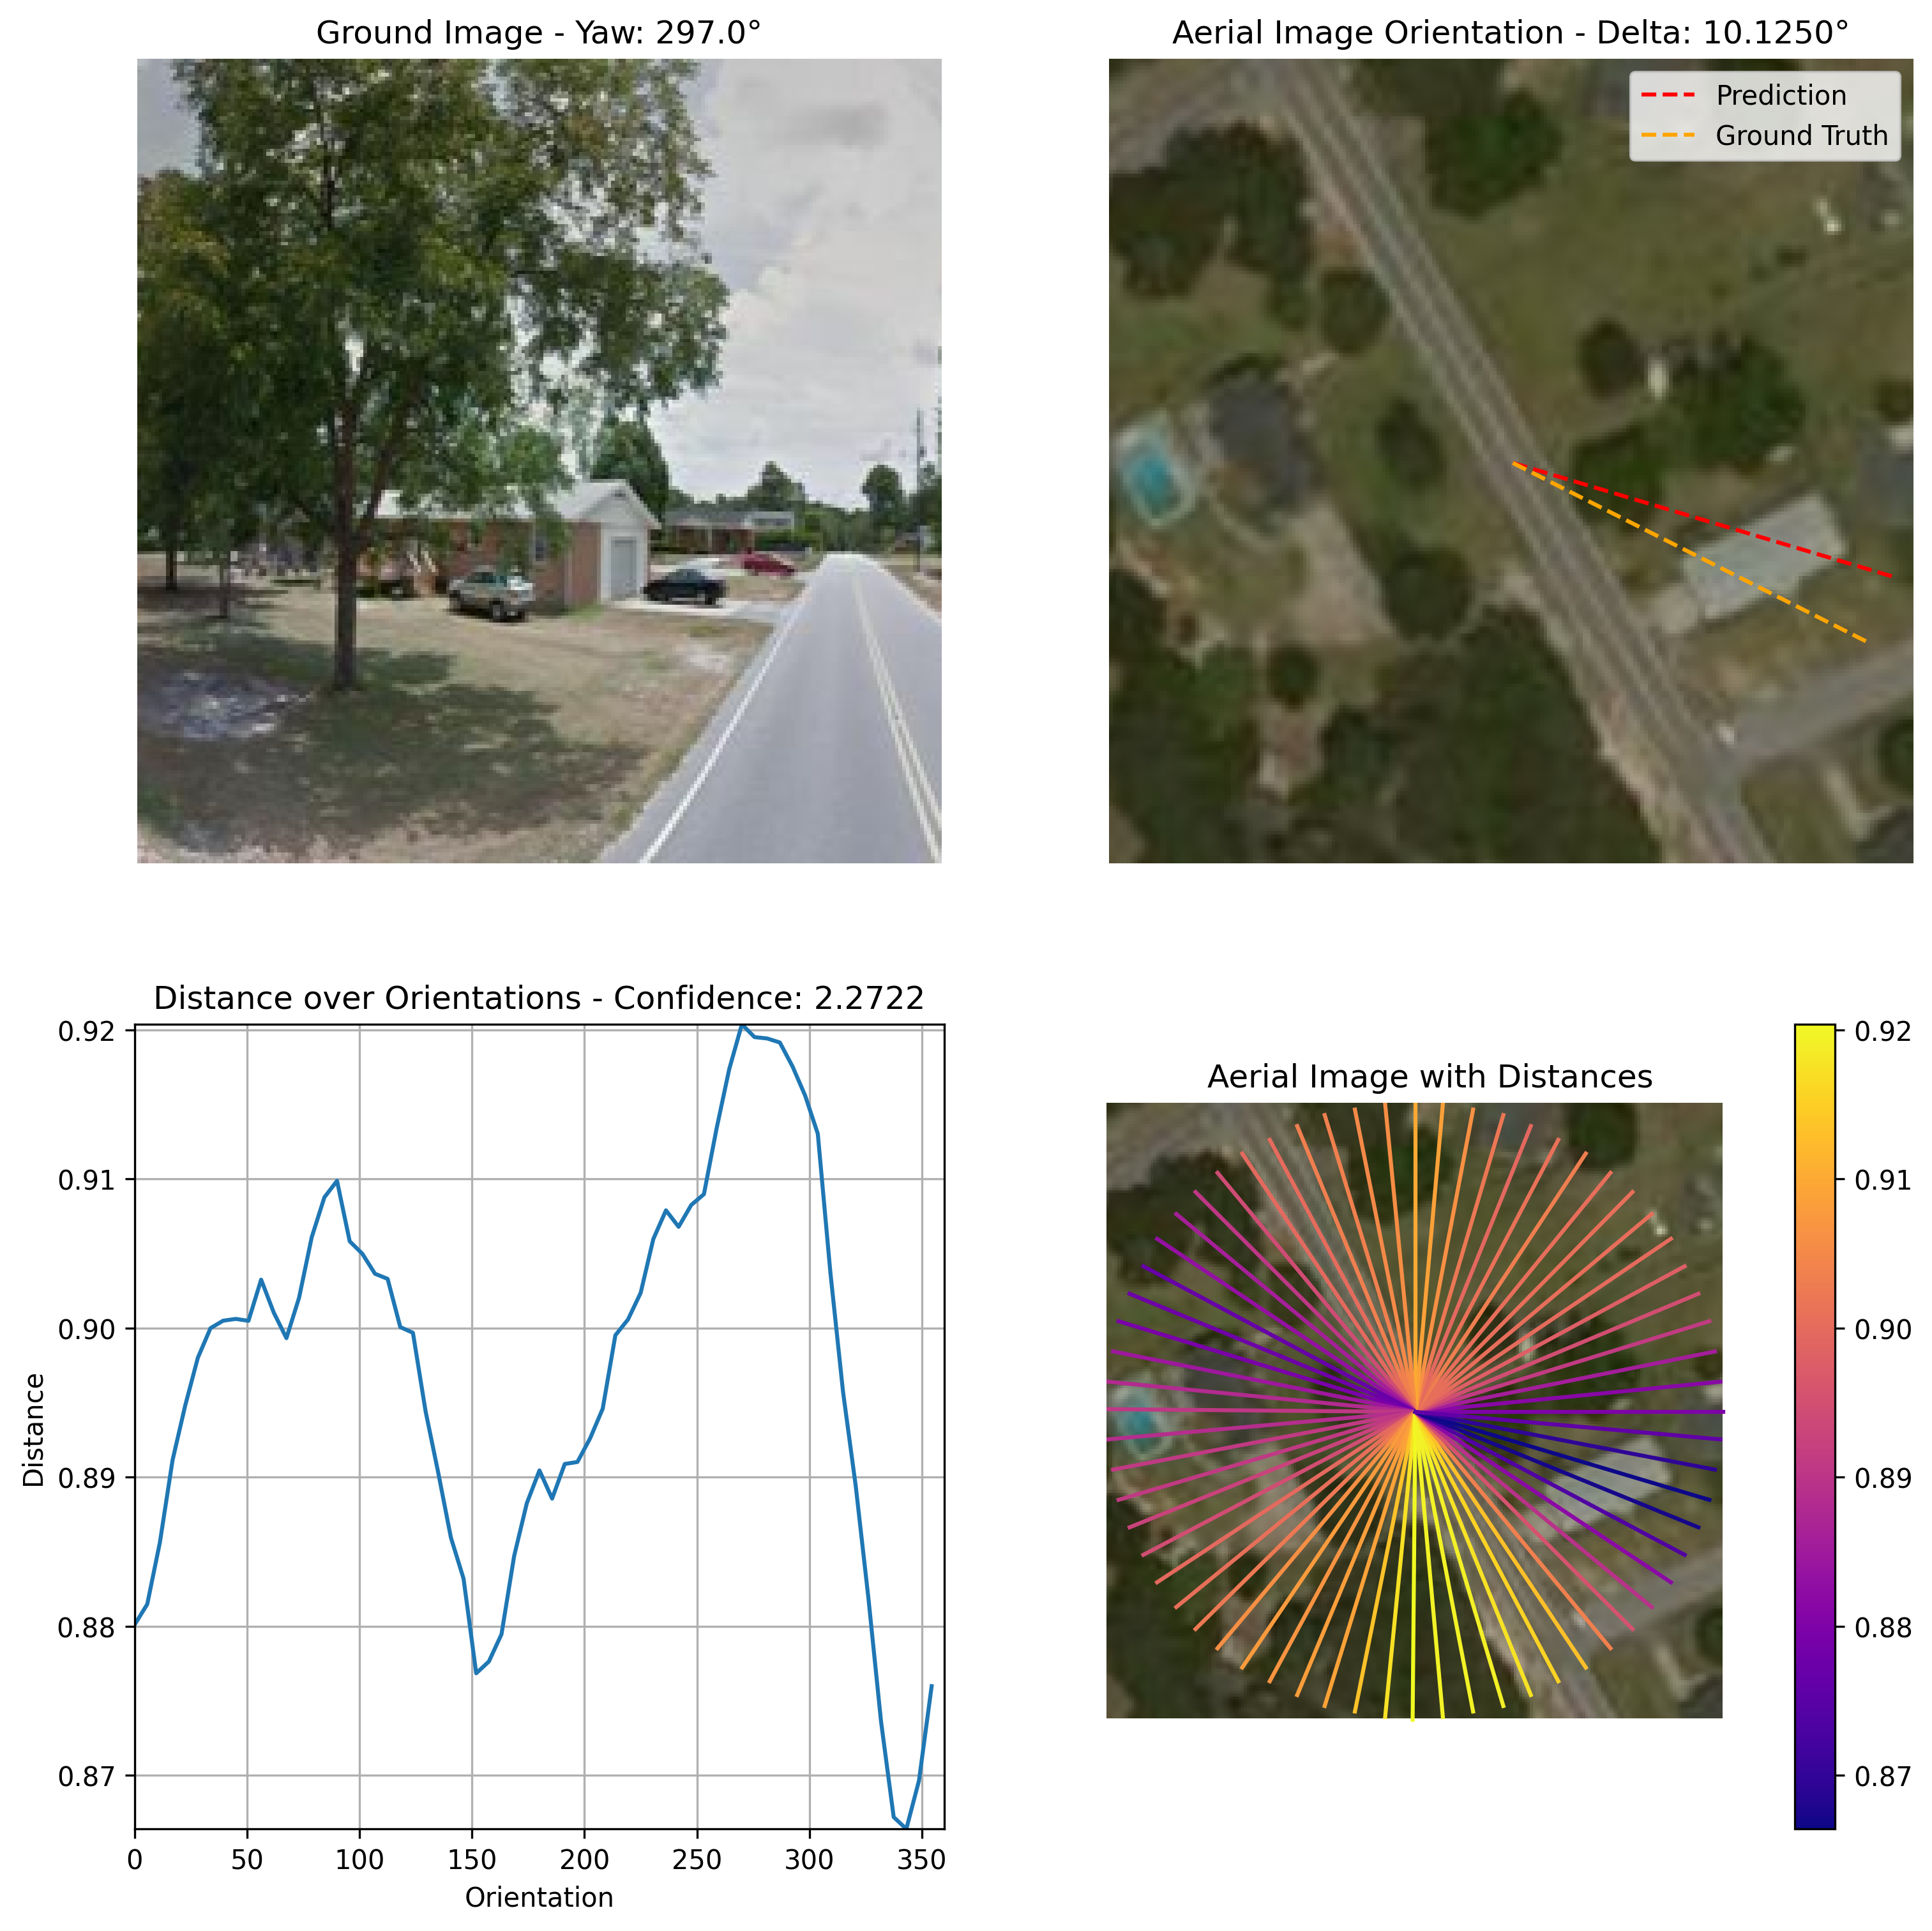 Ground Image - Yaw: 297.0°
Aerial Image Orientation - Delta: 10.1250°
Prediction
Ground Truth
Distance over Orientations - Confidence: 2.2722
0.92
0.91
0.90
0.89
0.88
0.87
Distance
0
50
100
150
200
250
300
350
Orientation
Aerial Image with Distances
0.92
0.91
0.90
0.89
0.88
0.87